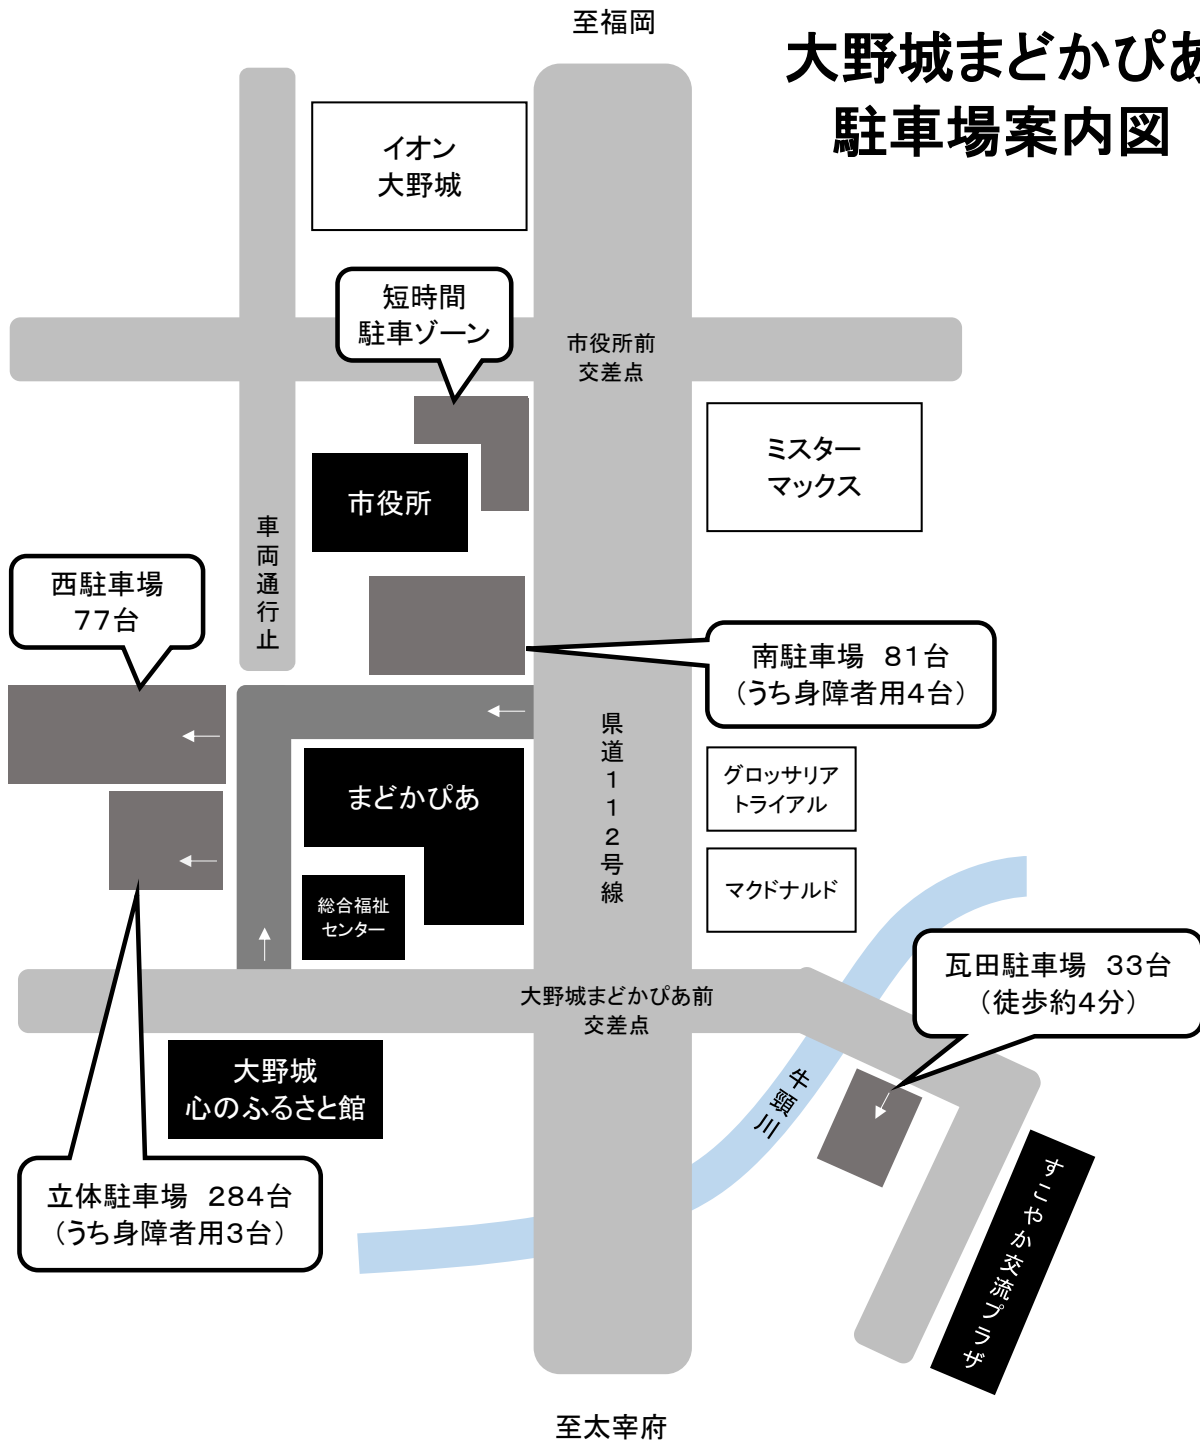 至福岡
大野城まどかぴあ
駐車場案内図
イオン
大野城
短時間
駐車ゾーン
市役所前
交差点
ミスター
マックス
市役所
車両通行止
西駐車場
77台
南駐車場 81台
（うち身障者用4台）
県道112号線
まどかぴあ
グロッサリア
トライアル
マクドナルド
総合福祉
センター
瓦田駐車場 33台
（徒歩約4分）
大野城まどかぴあ前
交差点
大野城
心のふるさと館
牛頸川
すこやか交流プラザ
立体駐車場 284台
（うち身障者用3台）
至太宰府